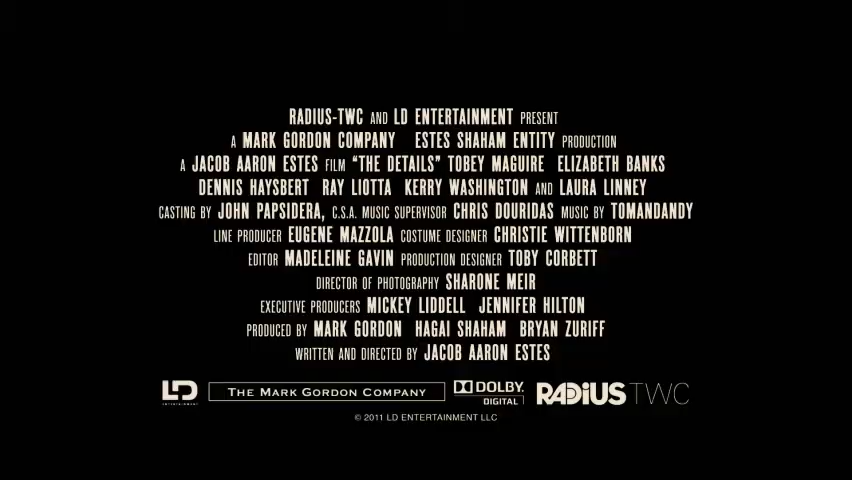 RADIUS-TWC AND LD ENTERTAINMENT PRESENT
A MARK GORDON COMPANY ESTES SHAHAM ENTITY PRODUCTION
A JACOB AARON ESTES FILM “THE DETAILS” TOBEY MAGUIRE ELIZABETH BANKS
DENNIS HAYSBERT RAY LIOTTA KERRY WASHINGTON AND LAURA LINNEY
CASTING BY JOHN PAPSIDERA, C.S.A. MUSIC SUPERVISOR CHRIS DOURIDAS MUSIC BY TOMANDANDY
LINE PRODUCER EUGENE MAZZOLA COSTUME DESIGNER CHRISTIE WITTENBORN
EDITOR MADELEINE GAVIN PRODUCTION DESIGNER TOBY CORBETT
DIRECTOR OF PHOTOGRAPHY SHARONE MEIR
EXECUTIVE PRODUCERS MICKEY LIDDELL JENNIFER HILTON
PRODUCED BY MARK GORDON HAGAI SHAHAM BRYAN ZURIFF
WRITTEN AND DIRECTED BY JACOB AARON ESTES
LD ENTERTAINMENT THE MARK GORDON COMPANY DOLBY DIGITAL RADiUS TWC
© 2011 LD ENTERTAINMENT LLC